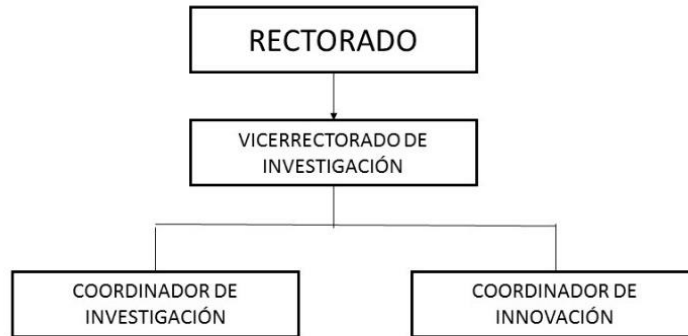 RECTORADO
VICERRECTORADO DE
INVESTIGACIÓN
COORDINADOR DE
INVESTIGACIÓN
COORDINADOR DE
INNOVACIÓN